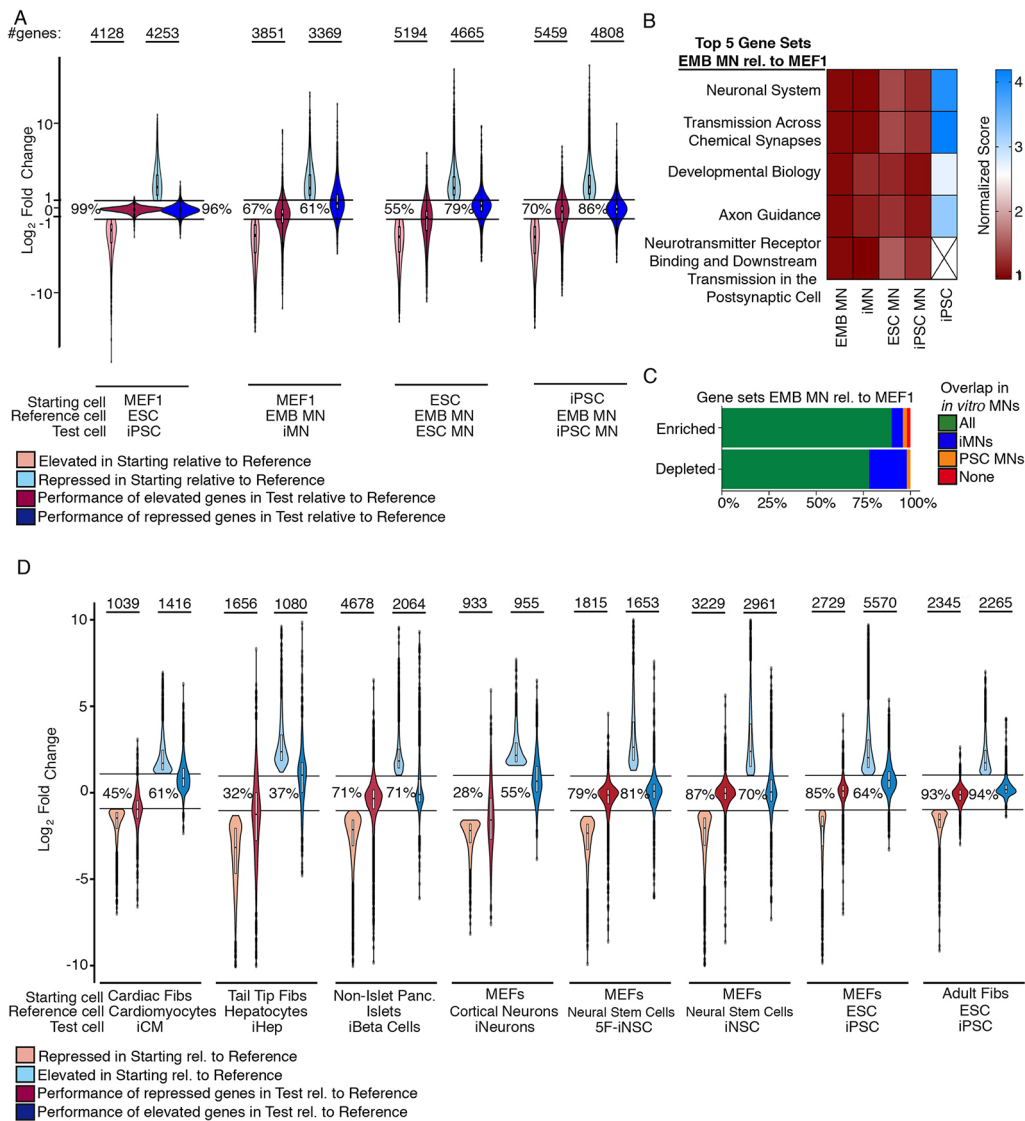 A
#genes:
4128 4253 3851 3369 5194 4665 5459 4808
Log2 Fold Change
10
1
0
-1
-10
99% 96% 67% 61% 55% 79% 70% 86%
Starting cell MEF1 MEF1 ESC iPSC
Reference cell ESC EMB MN EMB MN EMB MN
Test cell iPSC iMN ESC MN iPSC MN
Elevated in Starting relative to Reference
Repressed in Starting relative to Reference
Performance of elevated genes in Test relative to Reference
Performance of repressed genes in Test relative to Reference
B
Top 5 Gene Sets
EMB MN rel. to MEF1
Neuronal System
Transmission Across
Chemical Synapses
Developmental Biology
Axon Guidance
Neurotmitter Receptor
Binding and Downstream
Transmission in the
Postsynaptic Cell
EMB MN
iMN
ESC MN
iPSC MN
iPSC
4
3
2
1
Normalized Score
C
Gene sets EMB MN rel. to MEF1
Enriched
Depleted
0% 25% 50% 75% 100%
Overlap in
in vitro MNs
All
iMNs
PSC MNs
None
D
1039 1416 1656 1080 4678 2064 933 955 1815 1653 3229 2961 2729 5570 2345 2265
Log2 Fold Change
10
5
0
-5
-10
45% 61% 32% 37% 71% 71% 28% 55% 79% 81% 87% 70% 85% 64% 93% 94%
Starting cell Cardiac Fibs Tail Tip Fibs Non-Islet Panc. MEFs MEFs MEFs MEFs Adult Fibs
Reference cell Cardiomyocytes Hepatocytes Islets Cortical Neurons Neural Stem Cells Neural Stem Cells ESC ESC
Test cell iCM iHep iBeta Cells iNeurons 5F-iNSC iNSC iPSC iPSC
Repressed in Starting rel. to Reference
Elevated in Starting rel. to Reference
Performance of repressed genes in Test rel. to Reference
Performance of elevated genes in Test rel. to Reference